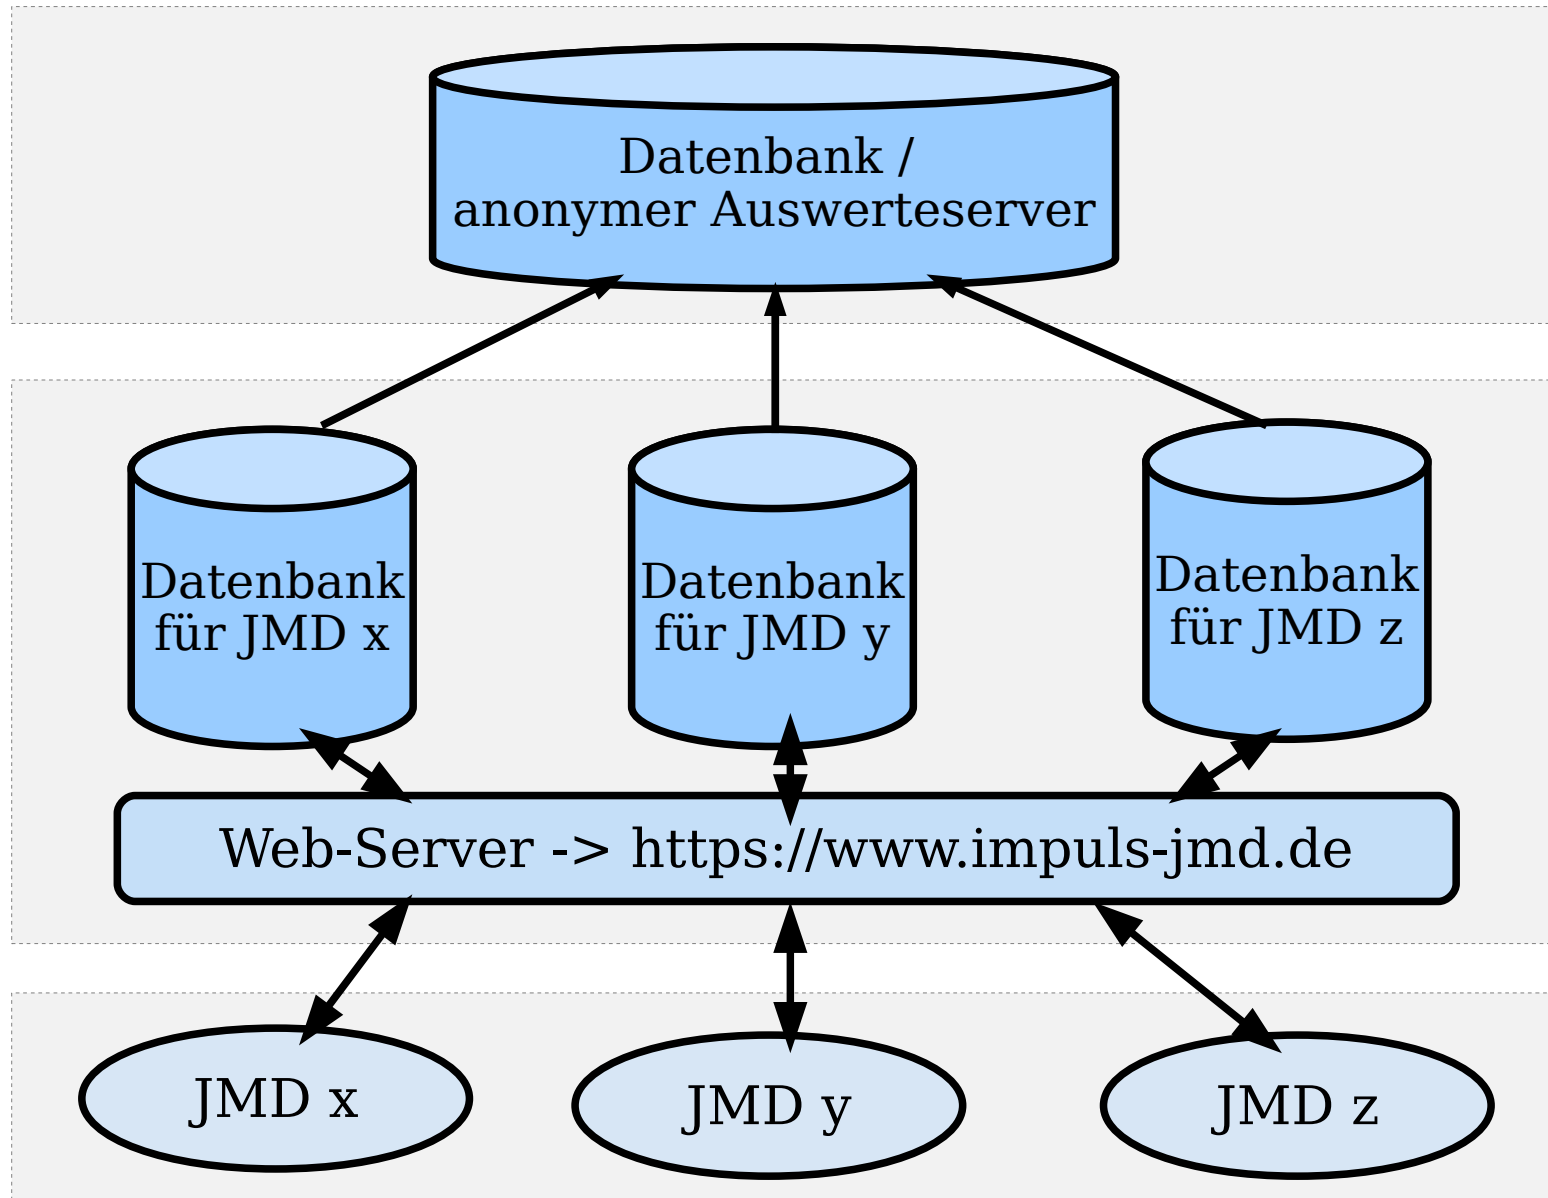 Datenbank /
anonymer Auswerteserver
Datenbank
für JMD x
Datenbank
für JMD y
Datenbank
für JMD z
Web-Server -> https://www.impuls-jmd.de
JMD x
JMD y
JMD z